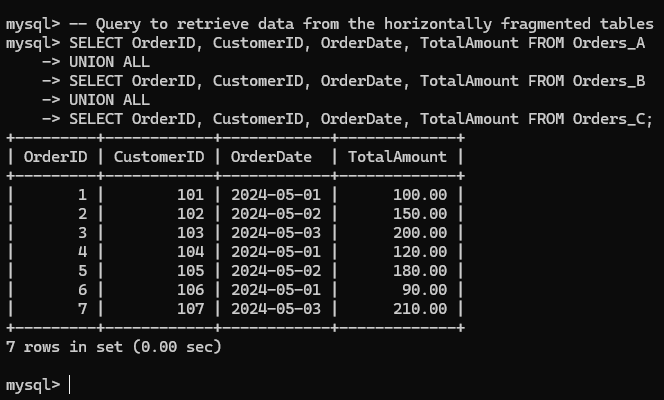 mysql> -- Query to retrieve data from the horizontally fragmented tables
mysql> SELECT OrderID, CustomerID, OrderDate, TotalAmount FROM Orders_A
    -> UNION ALL
    -> SELECT OrderID, CustomerID, OrderDate, TotalAmount FROM Orders_B
    -> UNION ALL
    -> SELECT OrderID, CustomerID, OrderDate, TotalAmount FROM Orders_C;
+---------+------------+------------+-------------+
| OrderID | CustomerID | OrderDate  | TotalAmount |
+---------+------------+------------+-------------+
|       1 |        101 | 2024-05-01 |      100.00 |
|       2 |        102 | 2024-05-02 |      150.00 |
|       3 |        103 | 2024-05-03 |      200.00 |
|       4 |        104 | 2024-05-01 |      120.00 |
|       5 |        105 | 2024-05-02 |      180.00 |
|       6 |        106 | 2024-05-01 |       90.00 |
|       7 |        107 | 2024-05-03 |      210.00 |
+---------+------------+------------+-------------+
7 rows in set (0.00 sec)
mysql>